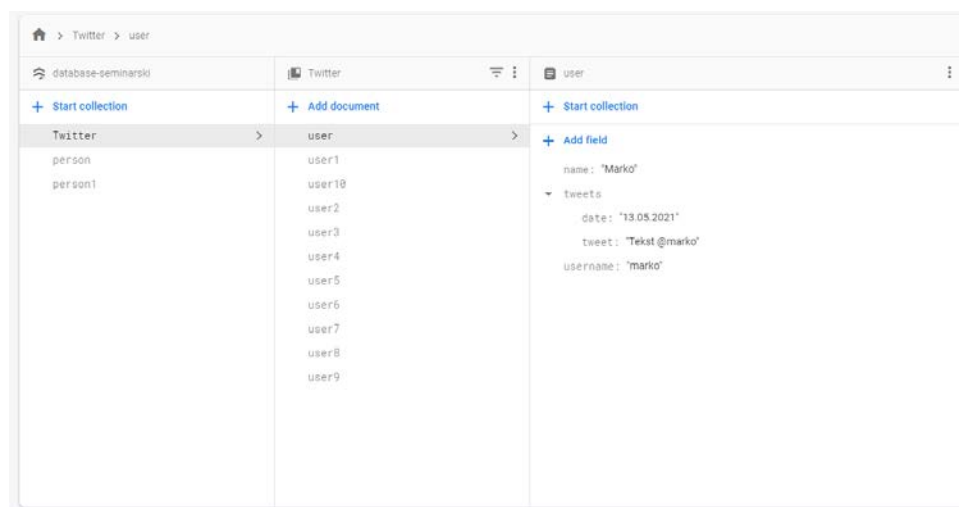 Twitter > user
database-seminarski
Twitter
user
+ Start collection
+ Add document
+ Start collection
Twitter >
person
person1
user >
user1
user10
user2
user3
user4
user5
user6
user7
user8
user9
+ Add field
name: "Marko"
tweets
date: "13.05.2021"
tweet: "Tekst @marko"
username: "marko"